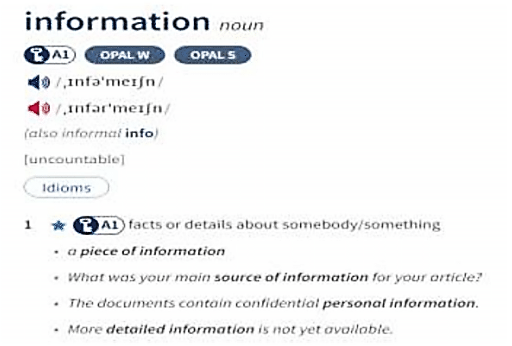 information noun
A1 OPAL W OPAL S
/ˌɪnfəˈmeɪʃn/
/ˌɪnfərˈmeɪʃn/
(also informal info)
[uncountable]
Idioms
1 A1 facts or details about somebody/something
• a piece of information
• What was your main source of information for your article?
• The documents contain confidential personal information.
• More detailed information is not yet available.